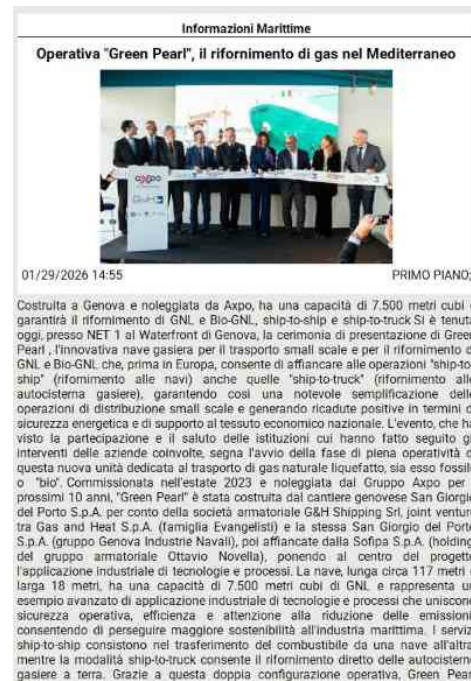 Informazioni Marittime
Operativa "Green Pearl", il rifornimento di gas nel Mediterraneo
axpo
G&H
01/29/2026 14:55
PRIMO PIANO;
Costruita a Genova e noleggiata da Axpo, ha una capacità di 7.500 metri cubi e
garantirà il rifornimento di GNL e Bio-GNL, ship-to-ship e ship-to-truck Si è tenuta
oggi, presso NET 1 al Waterfront di Genova, la cerimonia di presentazione di Green
Pearl , l'innovativa nave gasiera per il trasporto small scale e per il rifornimento di
GNL e Bio-GNL che, prima in Europa, consente di affiancare alle operazioni "ship-to-
ship" (rifornimento alle navi) anche quelle "ship-to-truck" (rifornimento alle
autocisterna gasiere), garantendo così una notevole semplificazione delle
operazioni di distribuzione small scale e generando ricadute positive in termini di
sicurezza energetica e di supporto al tessuto economico nazionale. L'evento, che ha
visto la partecipazione e il saluto delle istituzioni cui hanno fatto seguito gli
interventi delle aziende coinvolte, segna l'avvio della fase di piena operatività di
questa nuova unità dedicata al trasporto di gas naturale liquefatto, sia esso fossile
o "bio". Commissionata nell'estate 2023 e noleggiata dal Gruppo Axpo per i
prossimi 10 anni, "Green Pearl" è stata costruita dal cantiere genovese San Giorgio
del Porto S.p.A. per conto della società armatoriale G&H Shipping Srl, joint venture
tra Gas and Heat S.p.A. (famiglia Evangelisti) e la stessa San Giorgio del Porto
S.p.A. (gruppo Genova Industrie Navali), poi affiancate dalla Sofipa S.p.A. (holding
del gruppo armatoriale Ottavio Novella), ponendo al centro del progetto
l'applicazione industriale di tecnologie e processi. La nave, lunga circa 117 metri e
larga 18 metri, ha una capacità di 7.500 metri cubi di GNL e rappresenta un
esempio avanzato di applicazione industriale di tecnologie e processi che uniscono
sicurezza operativa, efficienza e attenzione alla riduzione delle emissioni,
consentendo di perseguire maggiore sostenibilità all'industria marittima. I servizi
ship-to-ship consistono nel trasferimento del combustibile da una nave all'altra,
mentre la modalità ship-to-truck consente il rifornimento diretto delle autocisterne
gasiere a terra. Grazie a questa doppia configurazione operativa, Green Pearl